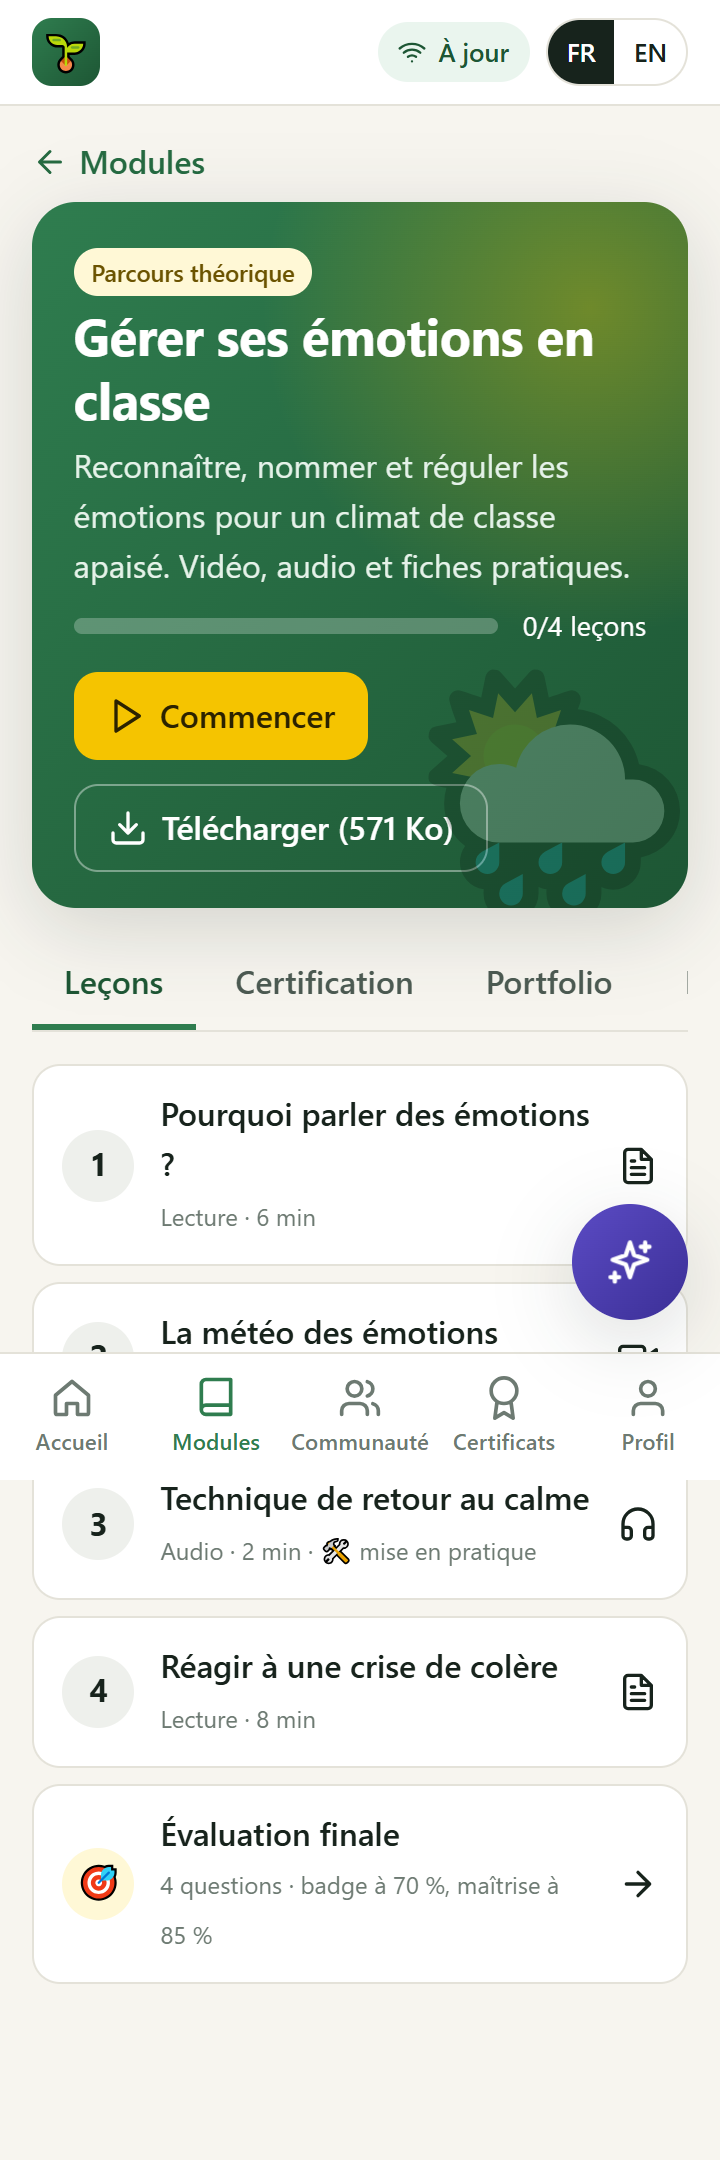 À jour
FR
EN
Modules
Parcours théorique
Gérer ses émotions en
classe
Reconnaître, nommer et réguler les
émotions pour un climat de classe
apaisé. Vidéo, audio et fiches pratiques.
0/4 leçons
Commencer
Télécharger (571 Ko)
Leçons
Certification
Portfolio
1
Pourquoi parler des émotions
?
Lecture · 6 min
La météo des émotions
Accueil
Modules
Communauté
Certificats
Profil
3
Technique de retour au calme
Audio · 2 min · 🛠 mise en pratique
4
Réagir à une crise de colère
Lecture · 8 min
Évaluation finale
4 questions · badge à 70 %, maîtrise à
85 %